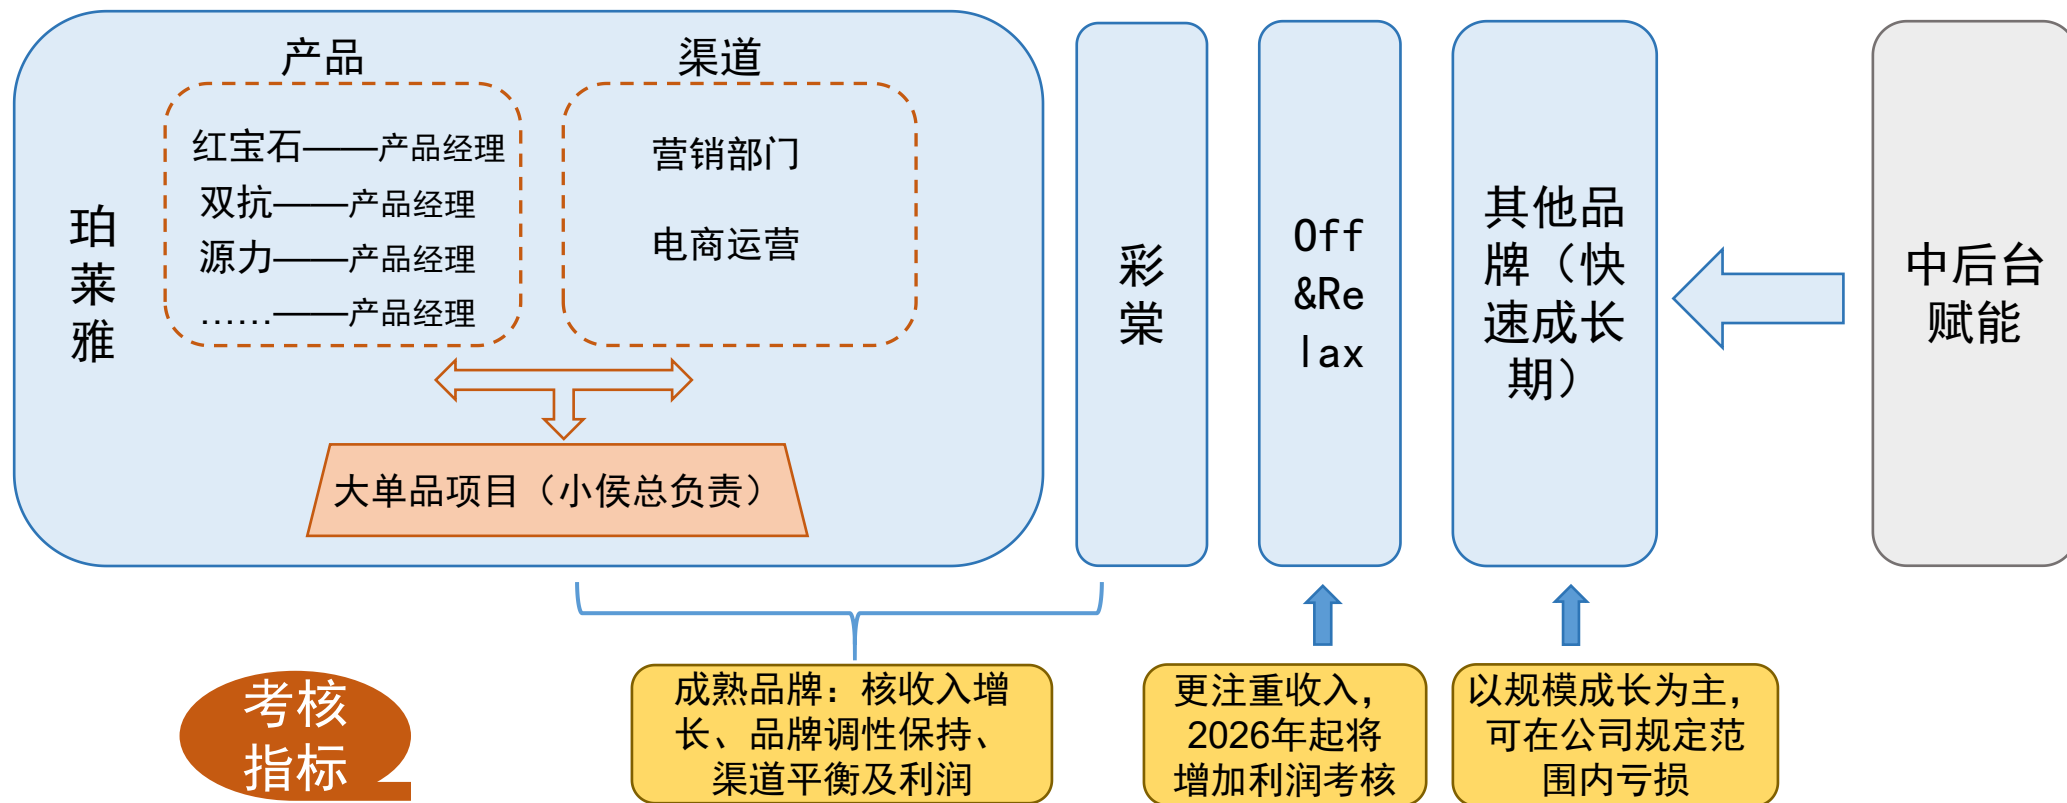 产品
渠道
红宝石——产品经理
双抗——产品经理
源力——产品经理
……——产品经理
营销部门
电商运营
珀
莱
雅
大单品项目（小侯总负责）
彩
棠
Off
&Re
lax
其他品
牌（快
速成长
期）
中后台
赋能
考核
指标
成熟品牌：核收入增
长、品牌调性保持、
渠道平衡及利润
更注重收入，
2026年起将
增加利润考核
以规模成长为主，
可在公司规定范
围内亏损